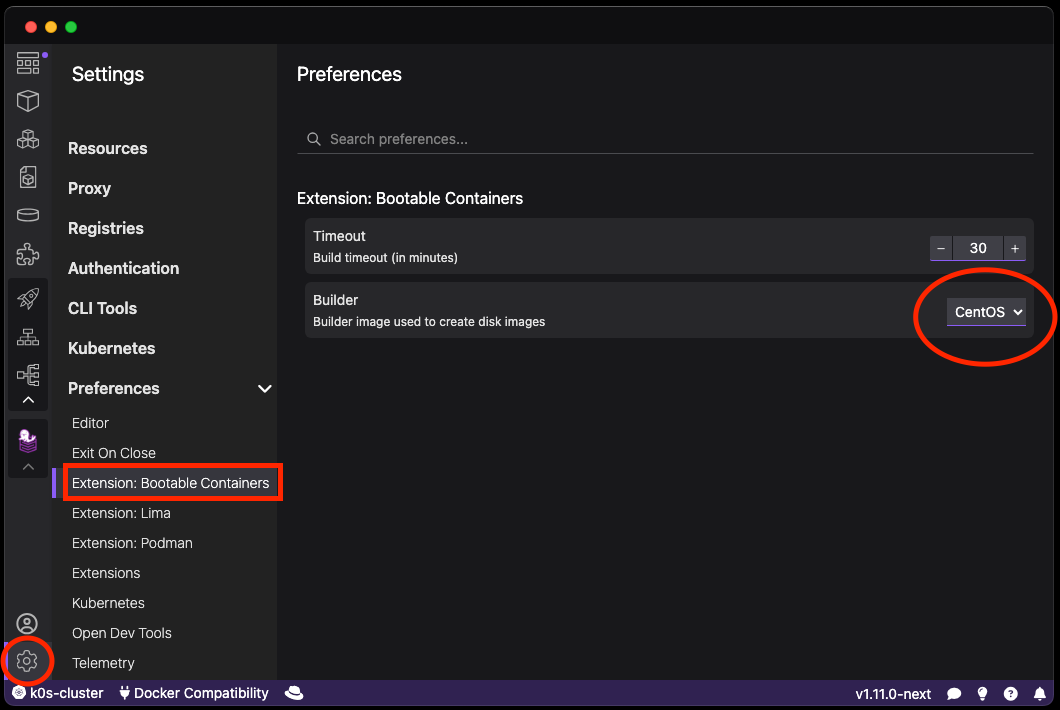 Settings
Resources
Proxy
Registries
Authentication
CLI Tools
Kubernetes
Preferences
Editor
Exit On Close
Extension: Bootable Containers
Extension: Lima
Extension: Podman
Extensions
Kubernetes
Open Dev Tools
Telemetry
Preferences
Search preferences...
Extension: Bootable Containers
Timeout
Build timeout (in minutes)
− 30 +
Builder
Builder image used to create disk images
CentOS
k0s-cluster Docker Compatibility v1.11.0-next